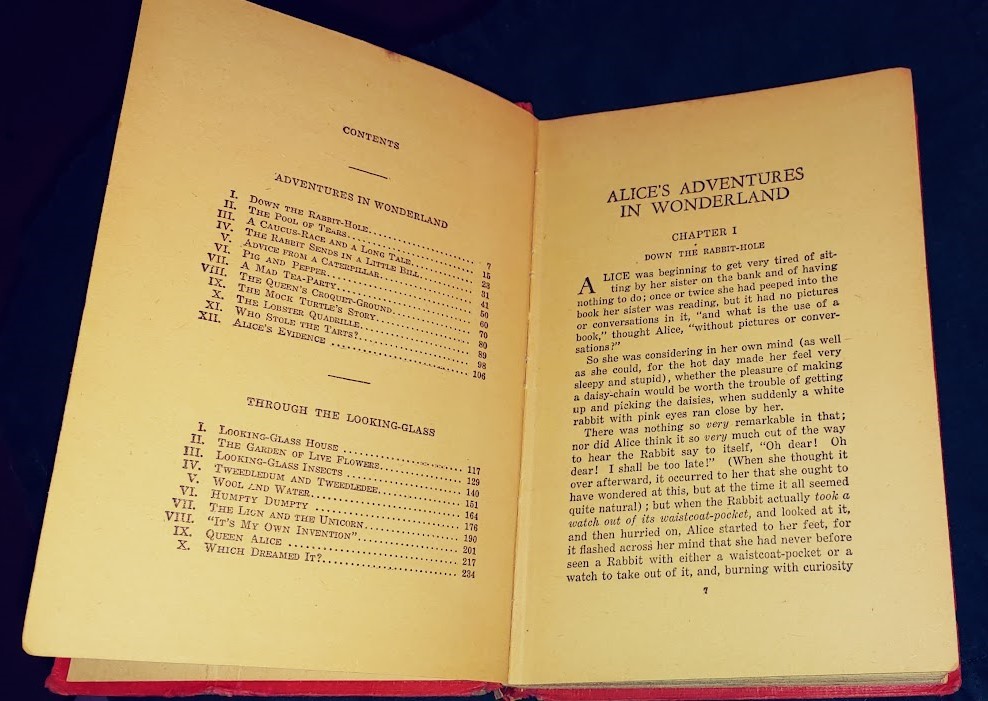 CONTENTS
ADVENTURES IN WONDERLAND
I. DOWN THE RABBIT-HOLE 7
II. THE POOL OF TEARS 15
III. A CAUCUS-RACE AND A LONG TALE 23
IV. THE RABBIT SENDS IN A LITTLE BILL 31
V. ADVICE FROM A CATERPILLAR 41
VI. PIG AND PEPPER 50
VII. A MAD TEA-PARTY 60
VIII. THE QUEEN'S CROQUET-GROUND 70
IX. THE MOCK TURTLE'S STORY 80
X. THE LOBSTER QUADRILLE 89
XI. WHO STOLE THE TARTS? 98
XII. ALICE'S EVIDENCE 106
THROUGH THE LOOKING-GLASS
I. LOOKING-GLASS HOUSE 117
II. THE GARDEN OF LIVE FLOWERS 129
III. LOOKING-GLASS INSECTS 140
IV. TWEEDLEDUM AND TWEEDLEDEE 151
V. WOOL AND WATER 164
VI. HUMPTY DUMPTY 176
VII. THE LION AND THE UNICORN 190
VIII. "IT'S MY OWN INVENTION" 201
IX. QUEEN ALICE 217
X. WHICH DREAMED IT? 234
ALICE'S ADVENTURES
IN WONDERLAND
CHAPTER I
DOWN THE RABBIT-HOLE
ALICE was beginning to get very tired of sit-
ting by her sister on the bank and of having
nothing to do; once or twice she had peeped into the
book her sister was reading, but it had no pictures
or conversations in it, "and what is the use of a
book," thought Alice, "without pictures or conver-
sations?"
So she was considering in her own mind (as well
as she could, for the hot day made her feel very
sleepy and stupid), whether the pleasure of making
a daisy-chain would be worth the trouble of getting
up and picking the daisies, when suddenly a white
rabbit with pink eyes ran close by her.
There was nothing so very remarkable in that;
nor did Alice think it so very much out of the way
to hear the Rabbit say to itself, "Oh dear! Oh
dear! I shall be too late!" (When she thought it
over afterward, it occurred to her that she ought to
have wondered at this, but at the time it all seemed
quite natural); but when the Rabbit actually took a
watch out of its waistcoat-pocket, and looked at it,
and then hurried on, Alice started to her feet, for
it flashed across her mind that she had never before
seen a Rabbit with either a waistcoat-pocket or a
watch to take out of it, and, burning with curiosity
7